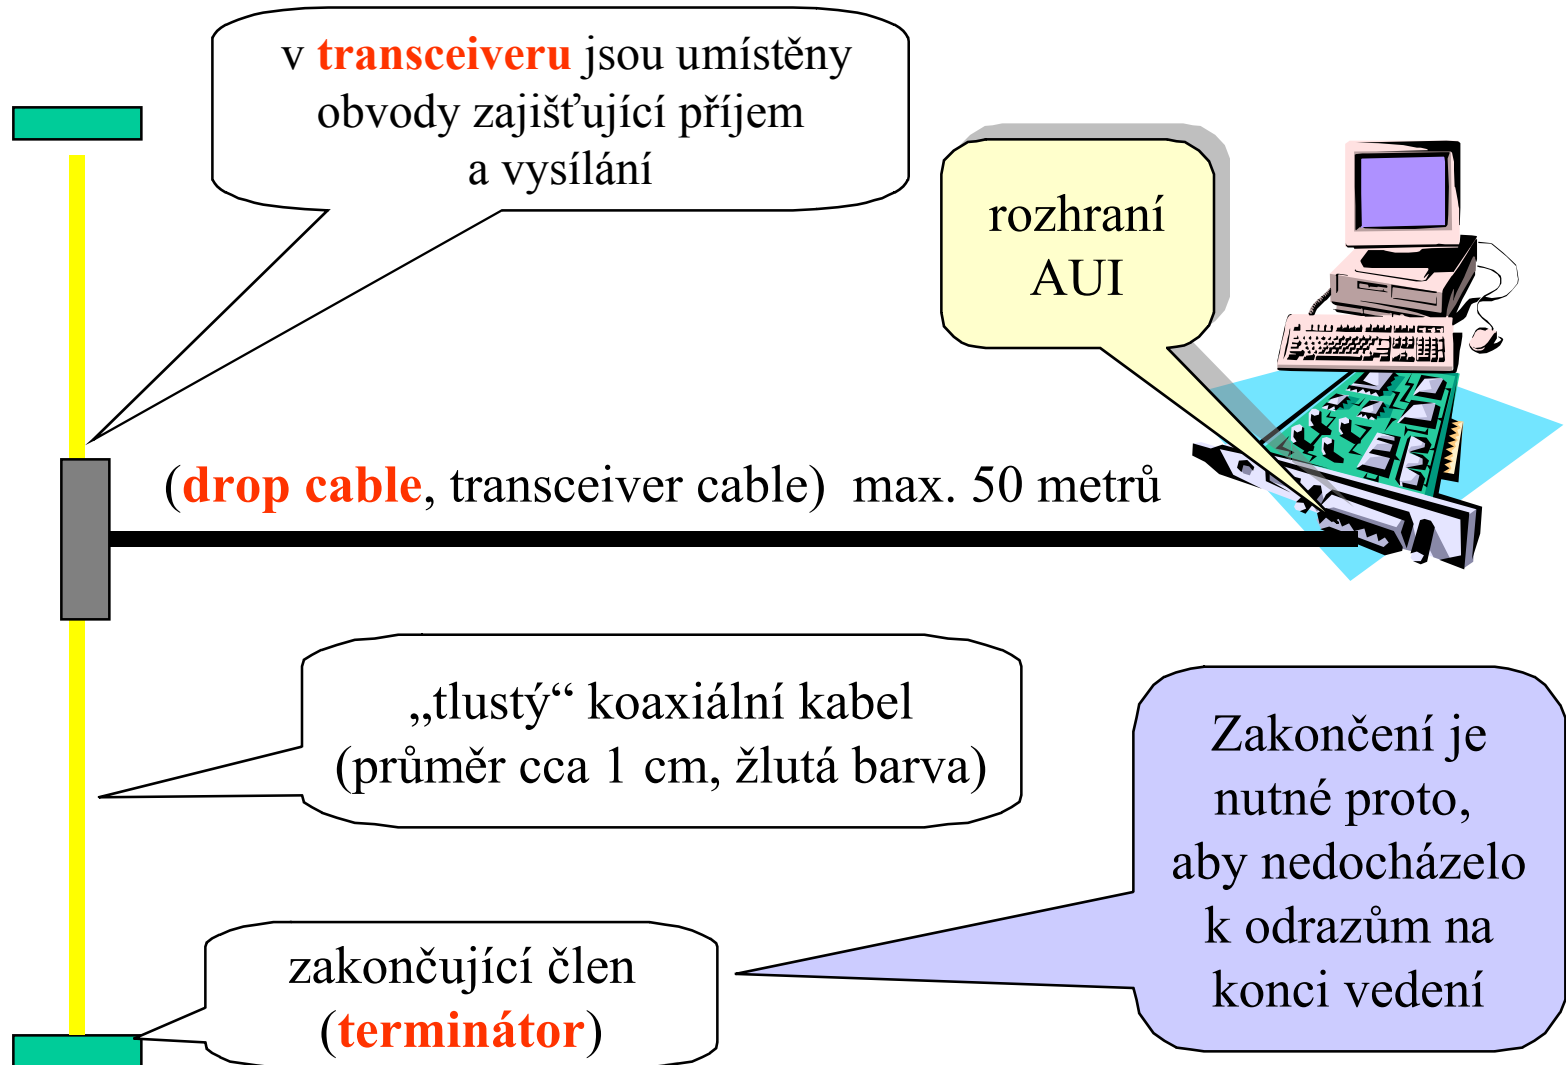 v transceiveru jsou umístěny
obvody zajišťující příjem
a vysílání
rozhraní
AUI
(drop cable, transceiver cable) max. 50 metrů
„tlustý“ koaxiální kabel
(průměr cca 1 cm, žlutá barva)
Zakončení je
nutné proto,
aby nedocházelo
k odrazům na
konci vedení
zakončující člen
(terminátor)